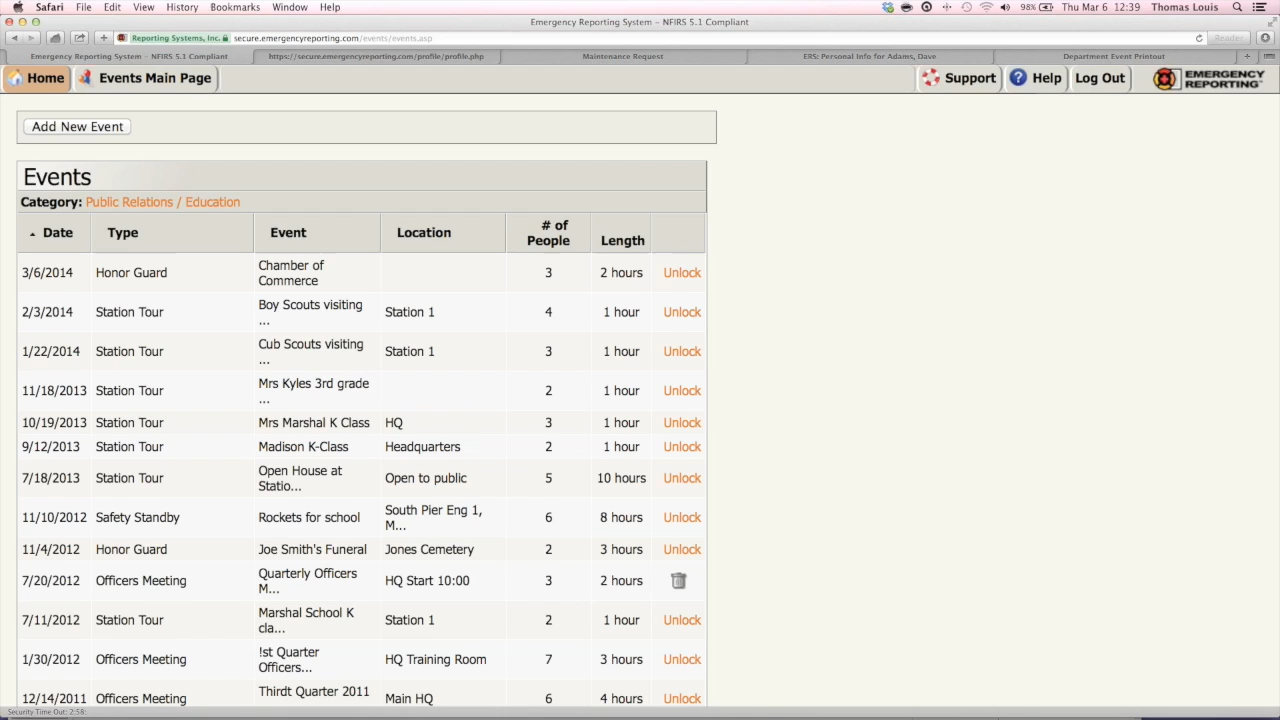 Safari File Edit View History Bookmarks Window Help 98% Thu Mar 6 12:39 Thomas Louis
Emergency Reporting System – NFIRS 5.1 Compliant
Reporting Systems, Inc. secure.emergencyreporting.com/events/events.asp Reader
Emergency Reporting System – NFIRS 5.1 Compliant https://secure.emergencyreporting.com/profile/profile.php Maintenance Request ERS: Personal Info for Adams, Dave Department Event Printout
Home Events Main Page Support Help Log Out EMERGENCY REPORTING™
Add New Event
Events
Category: Public Relations / Education
Date Type Event Location # of People Length
3/6/2014 Honor Guard Chamber of Commerce 3 2 hours Unlock
2/3/2014 Station Tour Boy Scouts visiting ... Station 1 4 1 hour Unlock
1/22/2014 Station Tour Cub Scouts visiting ... Station 1 3 1 hour Unlock
11/18/2013 Station Tour Mrs Kyles 3rd grade ... 2 1 hour Unlock
10/19/2013 Station Tour Mrs Marshal K Class HQ 3 1 hour Unlock
9/12/2013 Station Tour Madison K-Class Headquarters 2 1 hour Unlock
7/18/2013 Station Tour Open House at Statio... Open to public 5 10 hours Unlock
11/10/2012 Safety Standby Rockets for school South Pier Eng 1, M... 6 8 hours Unlock
11/4/2012 Honor Guard Joe Smith's Funeral Jones Cemetery 2 3 hours Unlock
7/20/2012 Officers Meeting Quarterly Officers M... HQ Start 10:00 3 2 hours
7/11/2012 Station Tour Marshal School K cla... Station 1 2 1 hour Unlock
1/30/2012 Officers Meeting !st Quarter Officers... HQ Training Room 7 3 hours Unlock
12/14/2011 Officers Meeting Thirdt Quarter 2011 Main HQ 6 4 hours Unlock
Security Time Out: 2:58: